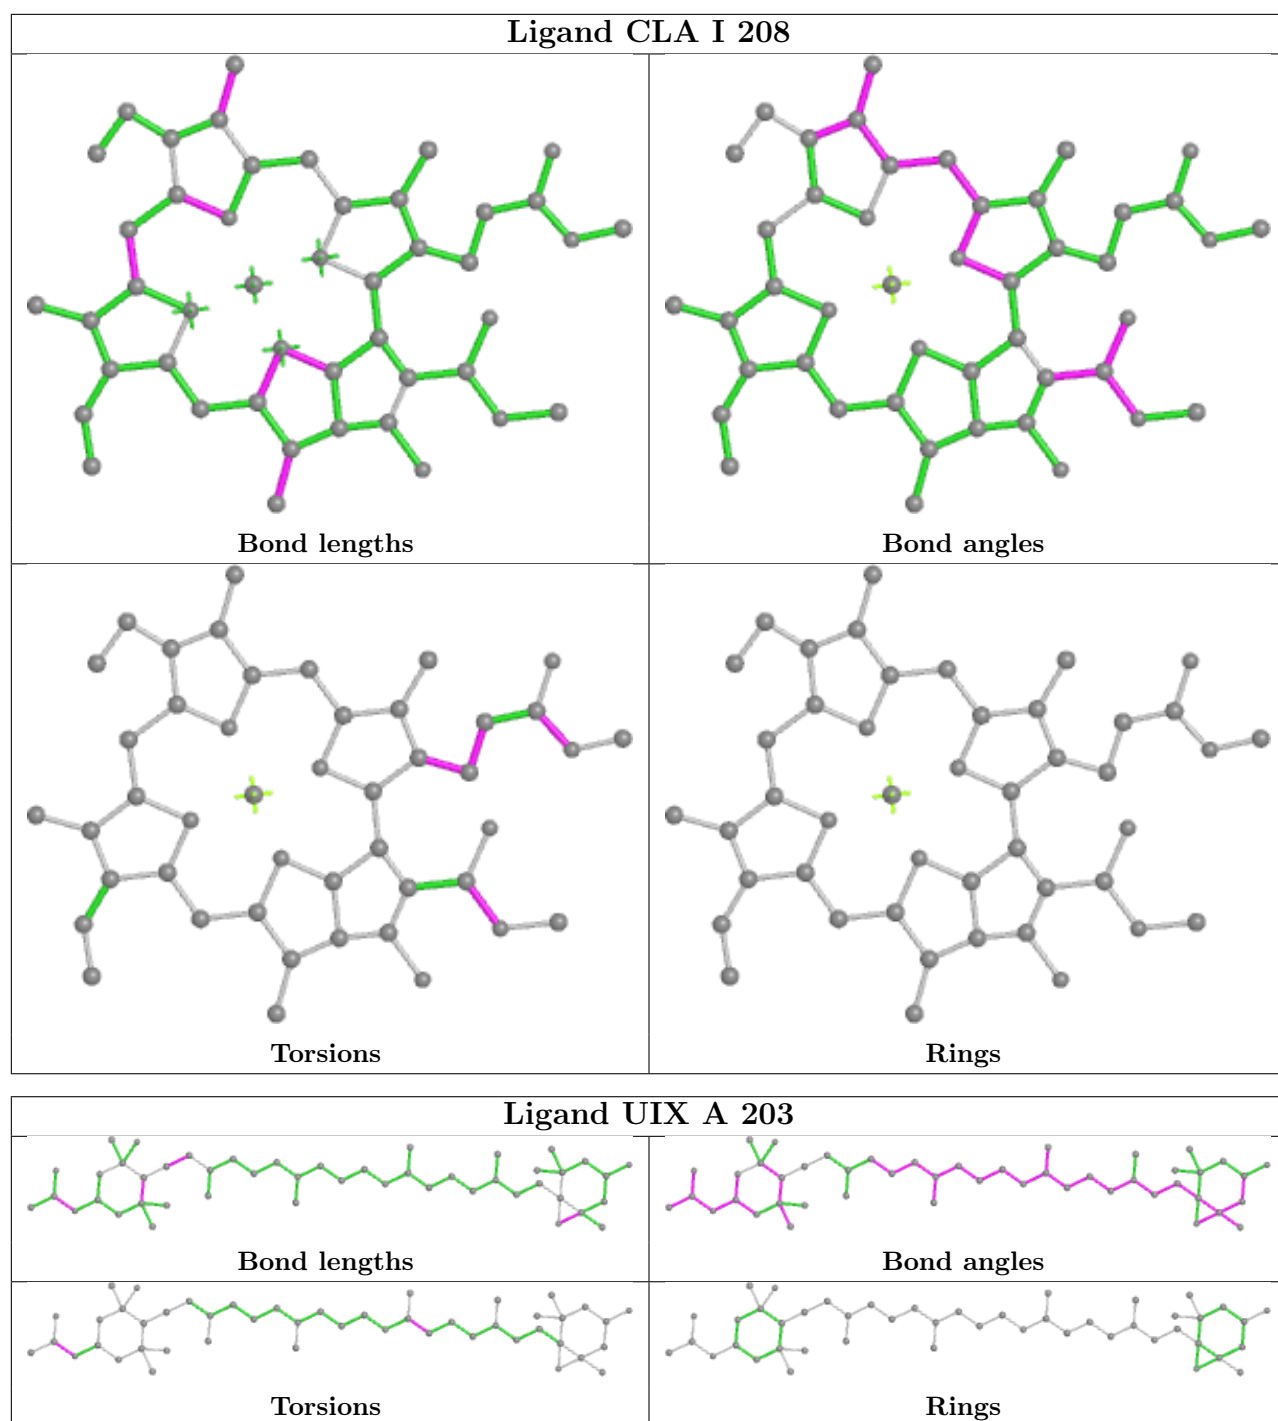 Ligand CLA I 208
Bond lengths
Bond angles
Torsions
Rings
Ligand UIX A 203
Bond lengths
Bond angles
Torsions
Rings